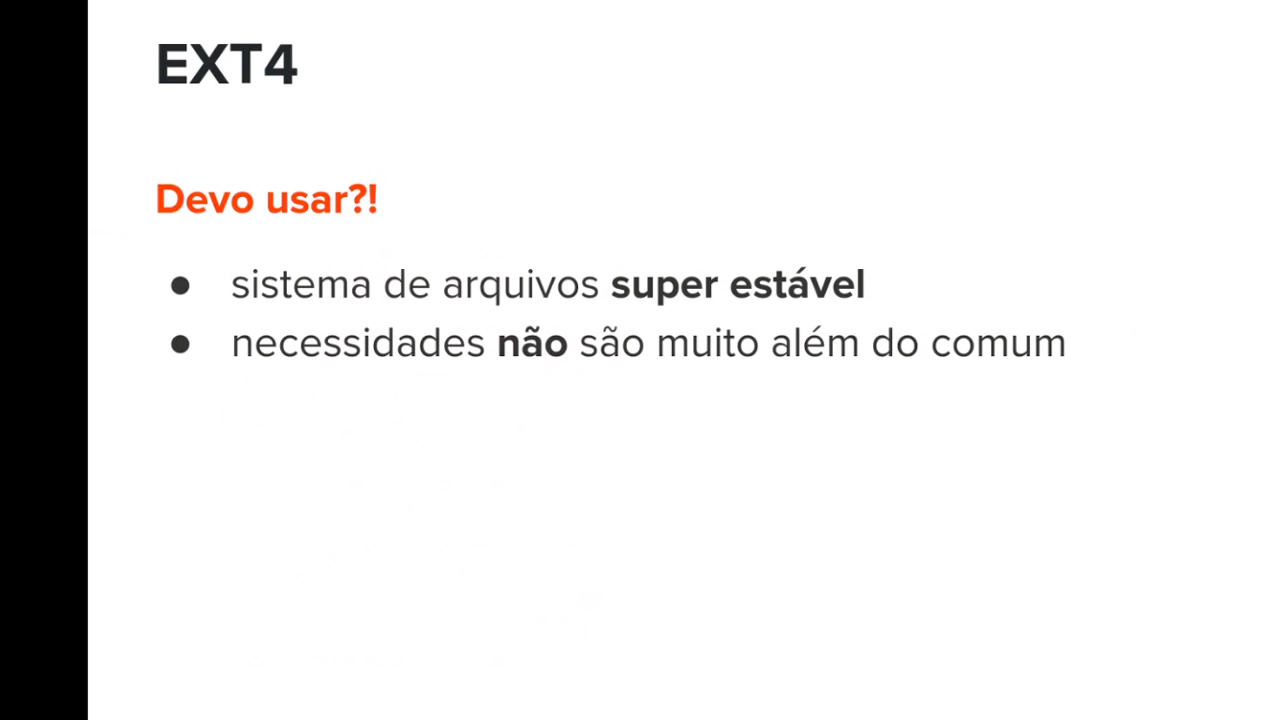 EXT4
Devo usar?!
● sistema de arquivos super estável
● necessidades não são muito além do comum